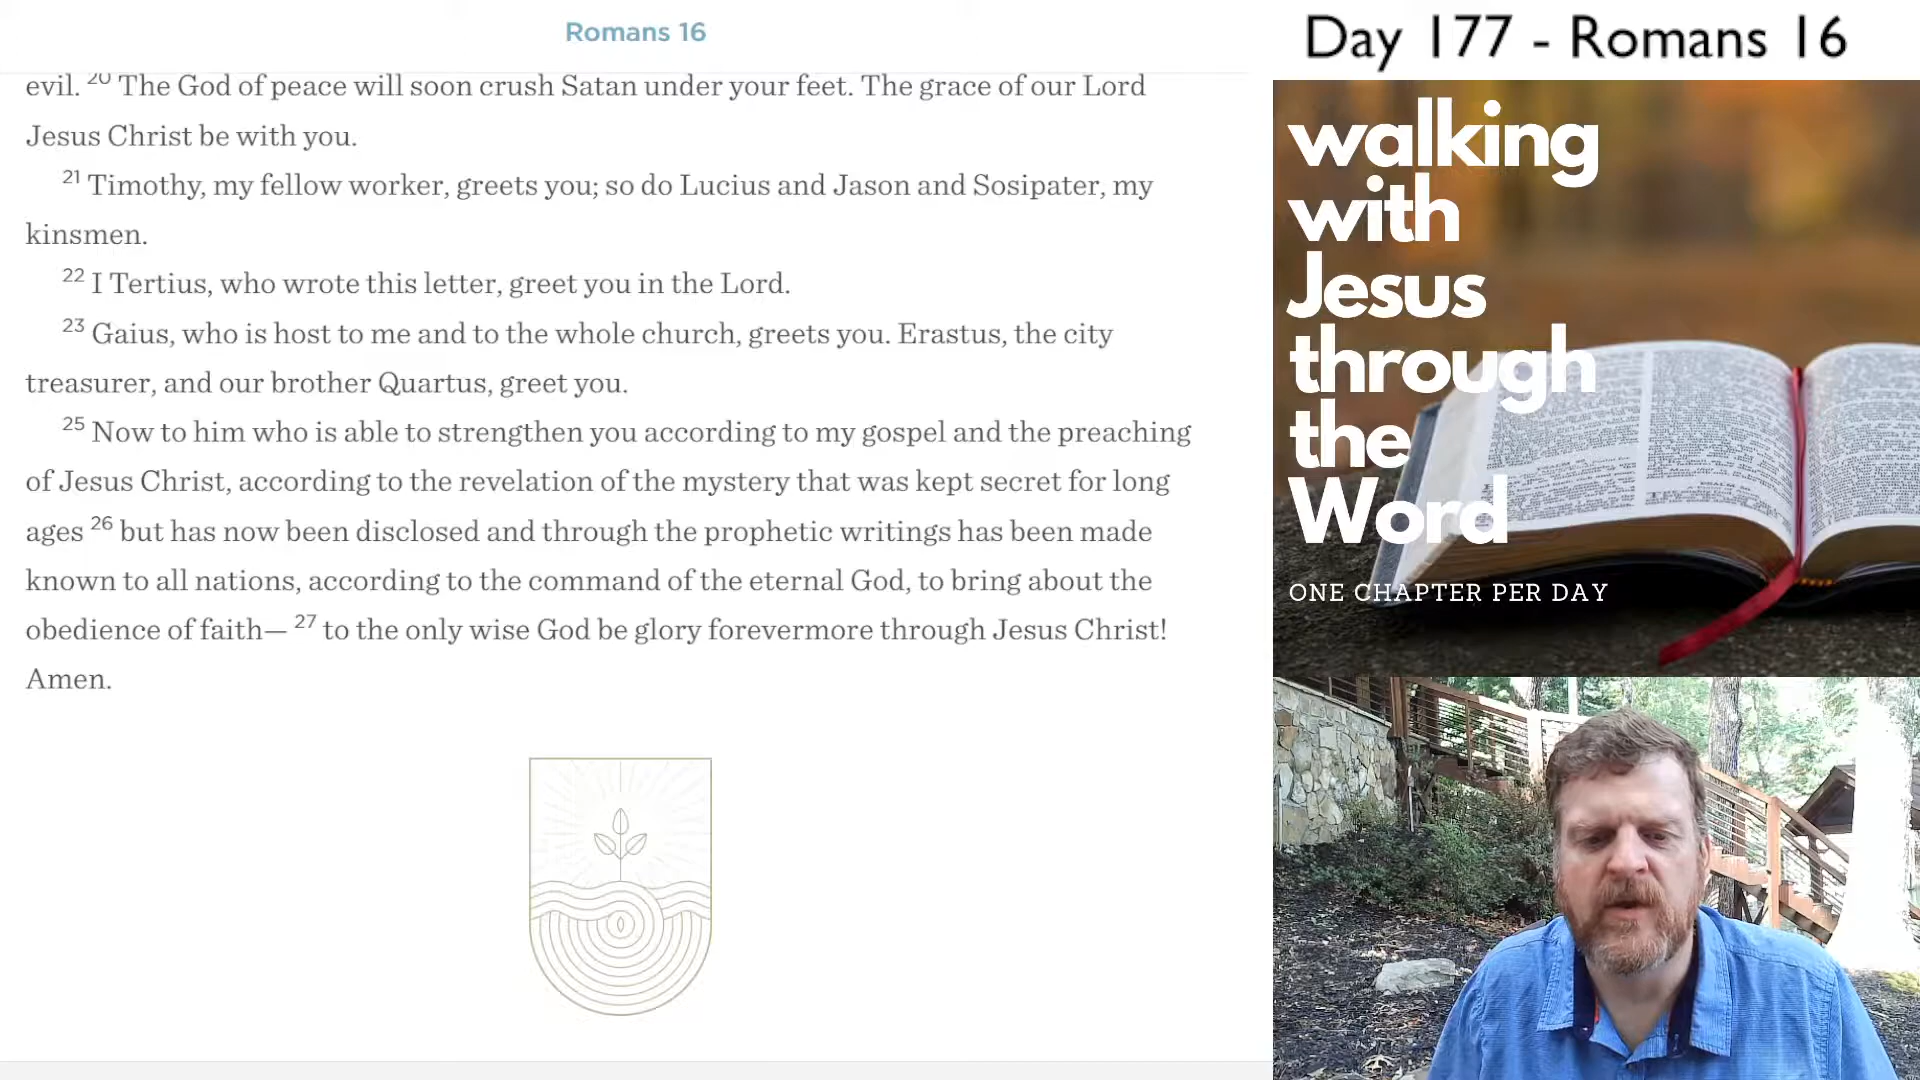 Romans 16
evil. 20 The God of peace will soon crush Satan under your feet. The grace of our Lord
Jesus Christ be with you.
21 Timothy, my fellow worker, greets you; so do Lucius and Jason and Sosipater, my
kinsmen.
22 I Tertius, who wrote this letter, greet you in the Lord.
23 Gaius, who is host to me and to the whole church, greets you. Erastus, the city
treasurer, and our brother Quartus, greet you.
25 Now to him who is able to strengthen you according to my gospel and the preaching
of Jesus Christ, according to the revelation of the mystery that was kept secret for long
ages 26 but has now been disclosed and through the prophetic writings has been made
known to all nations, according to the command of the eternal God, to bring about the
obedience of faith— 27 to the only wise God be glory forevermore through Jesus Christ!
Amen.
Day 177 - Romans 16
walking
with
Jesus
through
the
Word
ONE CHAPTER PER DAY